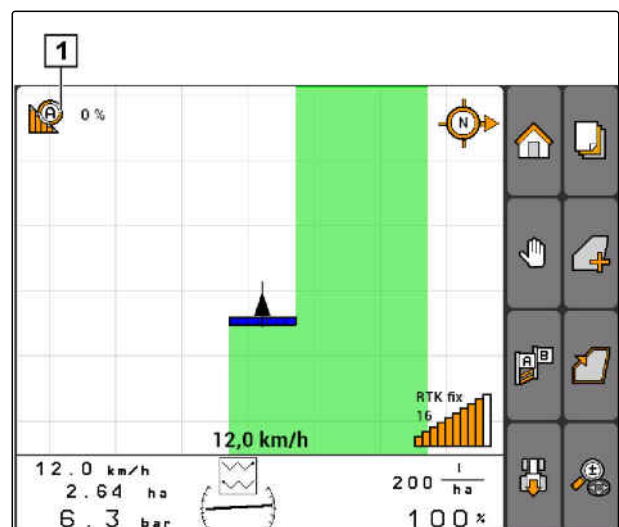 1
A
0 %
N
A B
RTK fix
16
12,0 km/h
12.0 km/h
2.64 ha
6.3 bar
200 l/ha
100 %